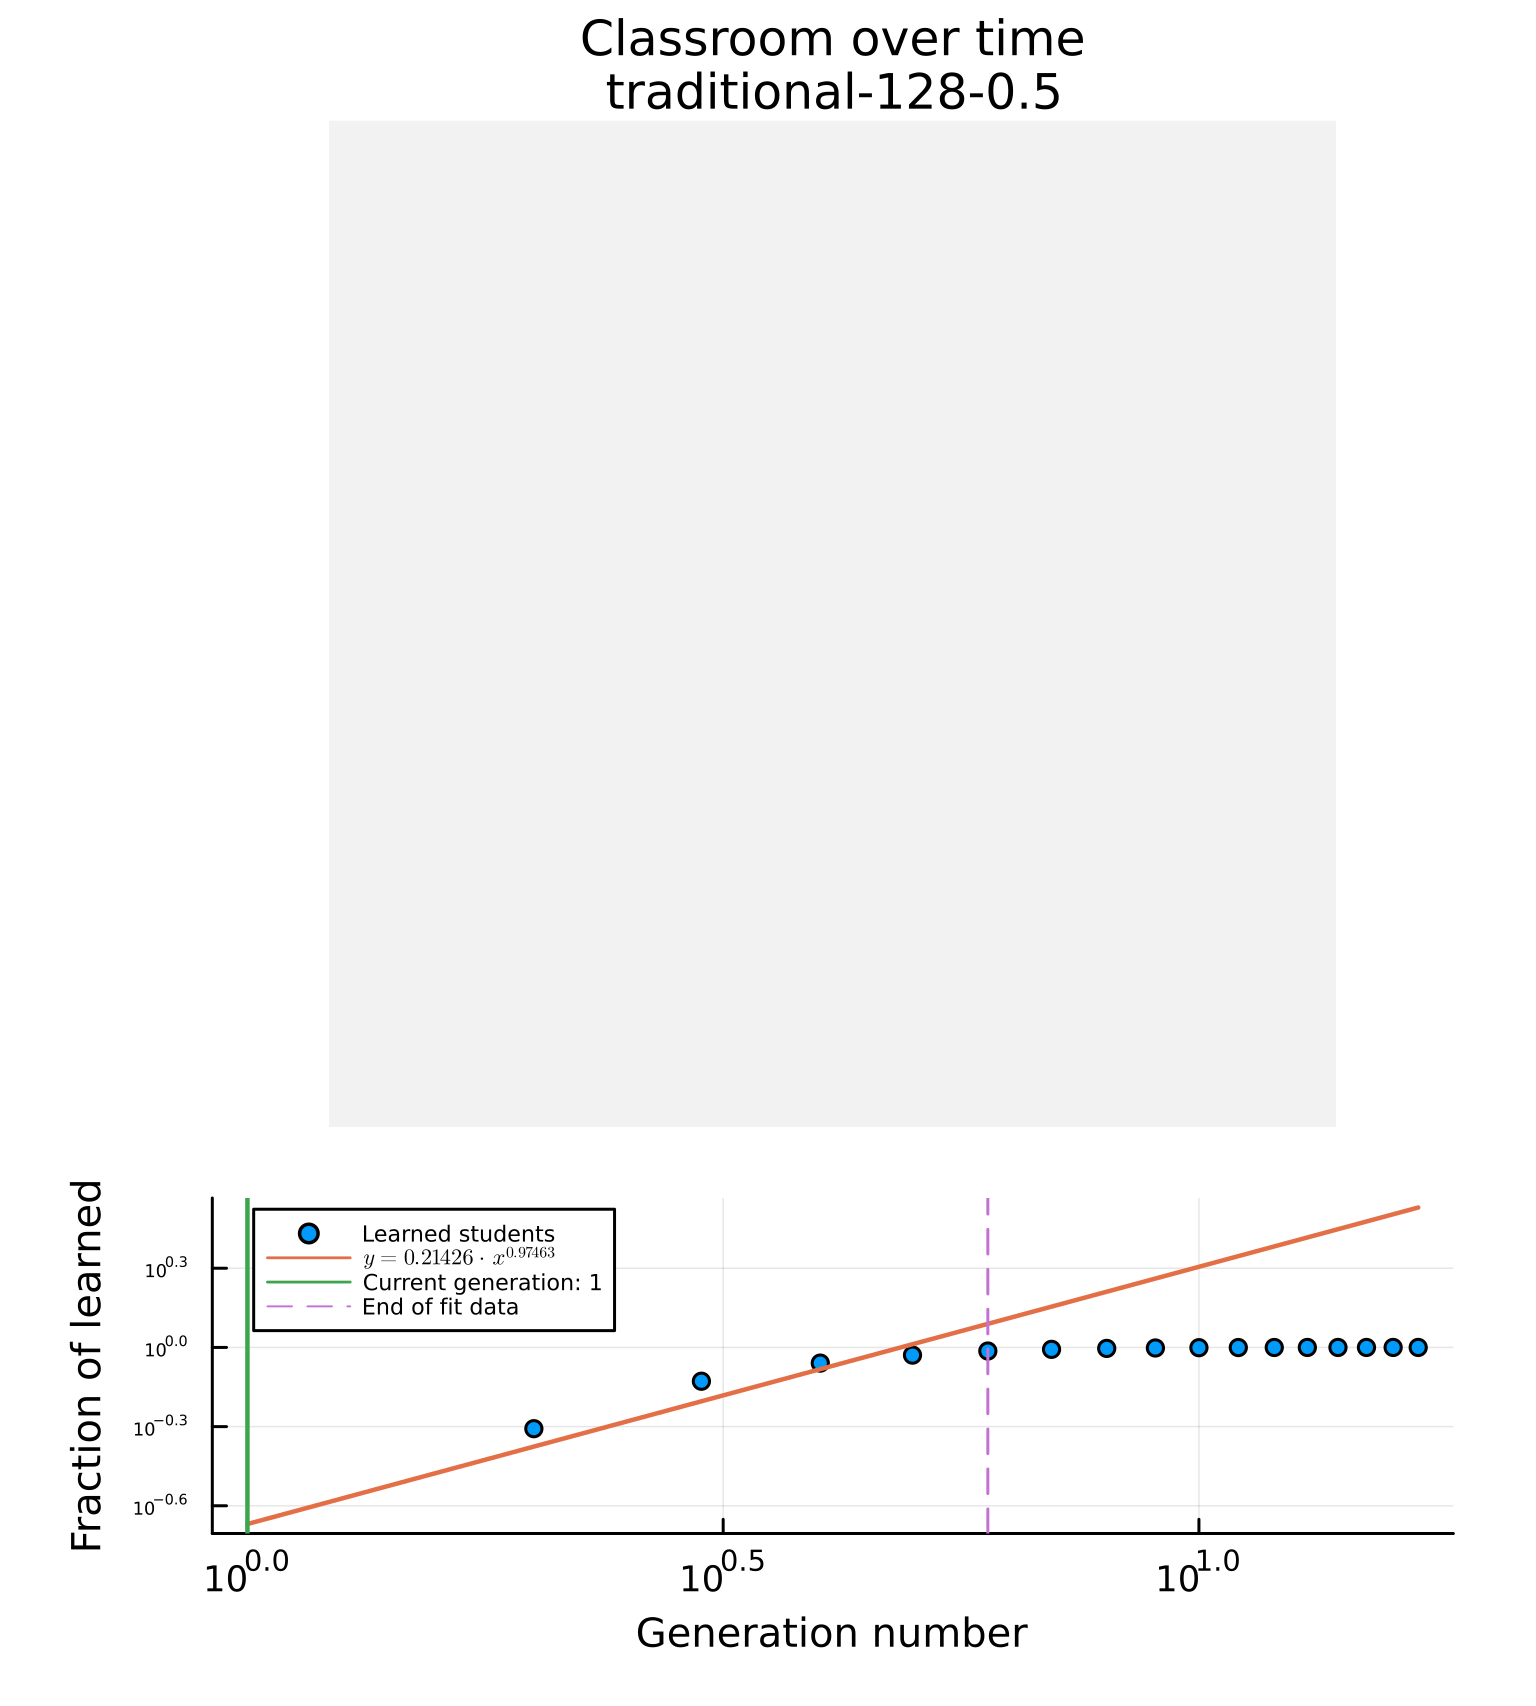 Classroom over time
traditional-128-0.5
Fraction of learned
10^0.3
10^0.0
10^−0.3
10^−0.6
Learned students
y = 0.21426 · x^0.97463
Current generation: 1
End of fit data
10^0.0 10^0.5 10^1.0
Generation number